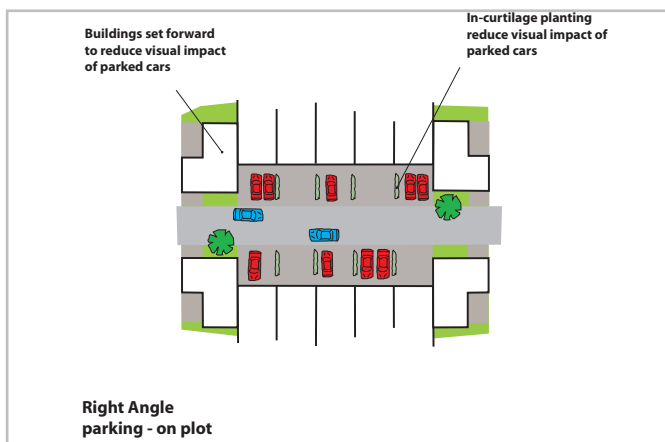 Buildings set forward
to reduce visual impact
of parked cars
In-curtilage planting
reduce visual impact of
parked cars
Right Angle
parking - on plot